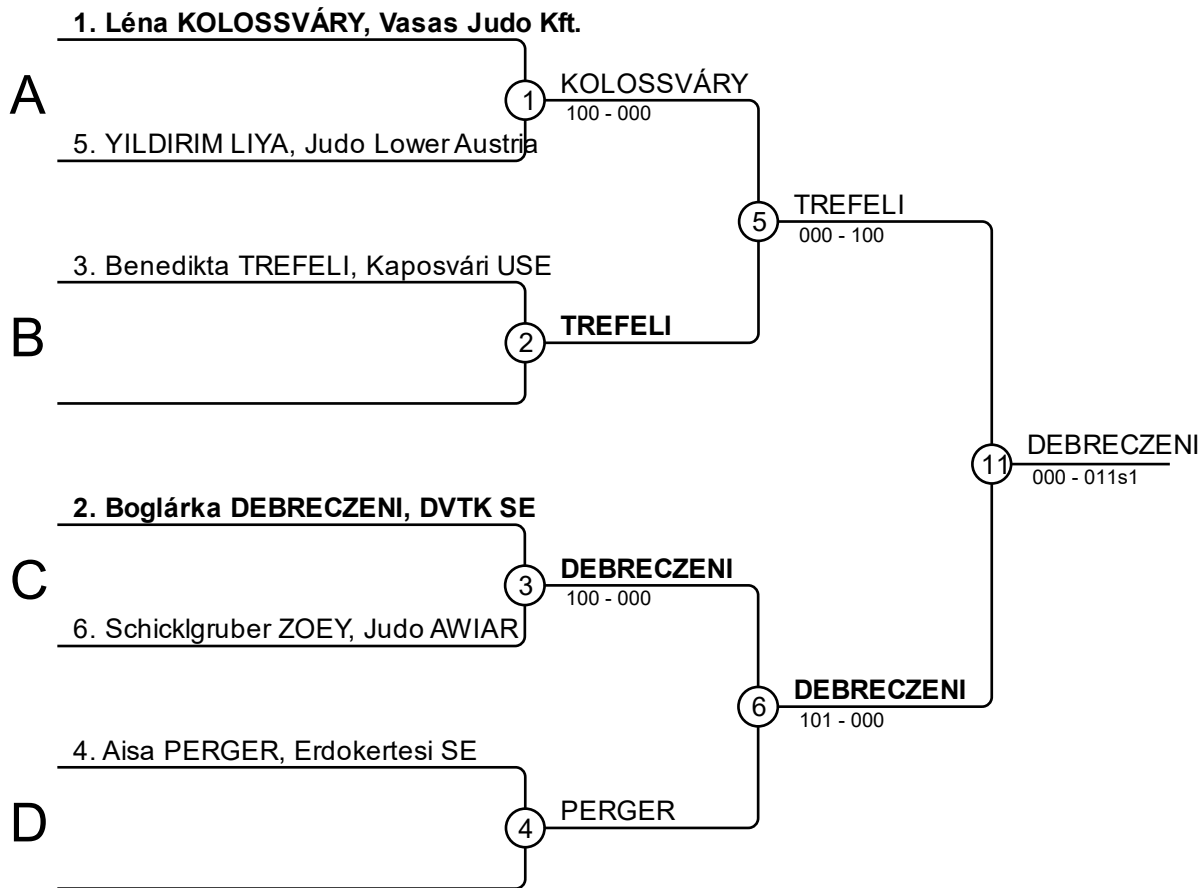 1. Léna KOLOSSVÁRY, Vasas Judo Kft.
A
1
KOLOSSVÁRY
100 - 000
5. YILDIRIM LIYA, Judo Lower Austria
5
TREFELI
000 - 100
3. Benedikta TREFELI, Kaposvári USE
B
2
TREFELI
11
DEBRECZENI
000 - 011s1
2. Boglárka DEBRECZENI, DVTK SE
C
3
DEBRECZENI
100 - 000
6. Schicklgruber ZOEY, Judo AWIAR
6
DEBRECZENI
101 - 000
4. Aisa PERGER, Erdokertesi SE
D
4
PERGER